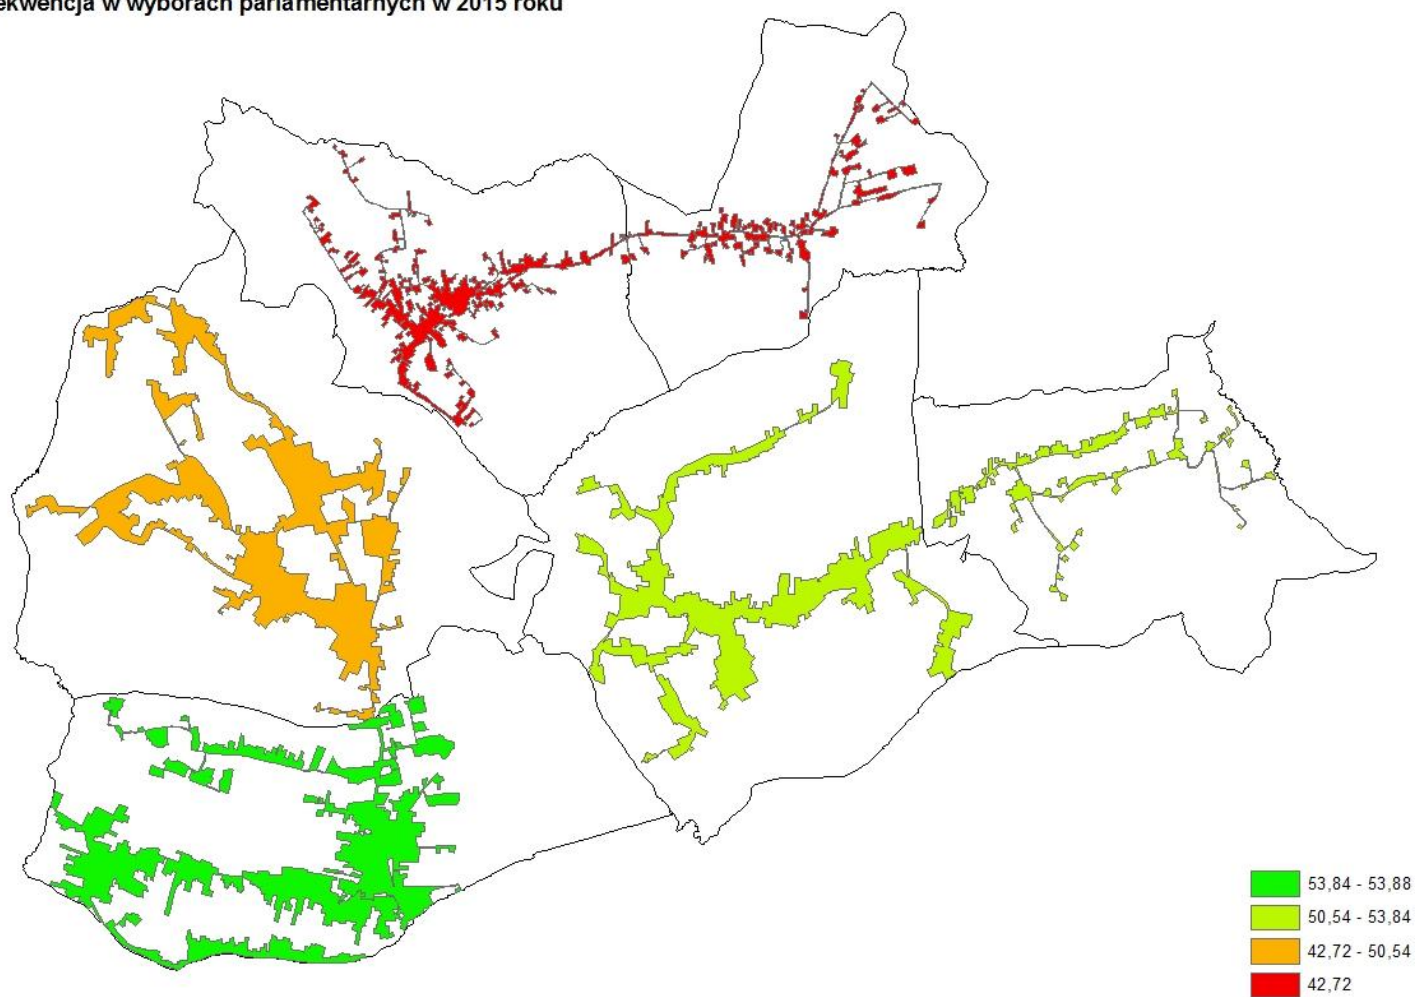 ekwencja w wyborach parlamentarnych w 2015 roku
53,84 - 53,88
50,54 - 53,84
42,72 - 50,54
42,72